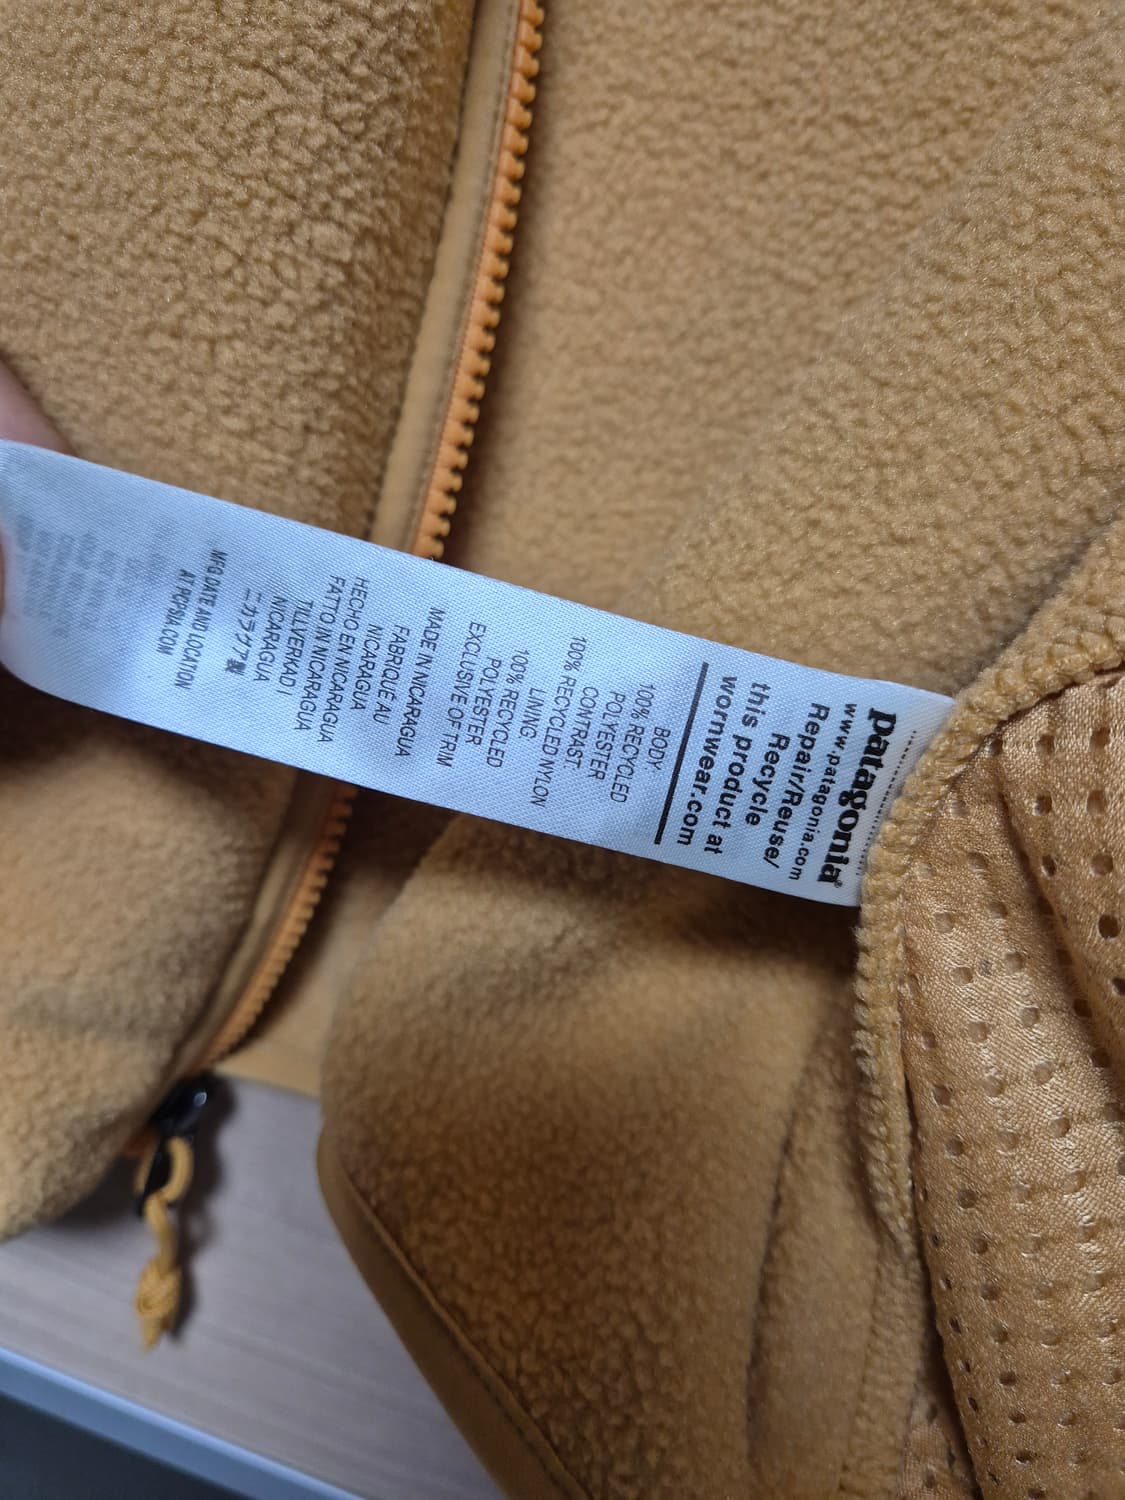 patagonia®
www.patagonia.com
Repair/Reuse/
Recycle
this product at
wornwear.com
BODY:
100% RECYCLED
POLYESTER
CONTRAST:
100% RECYCLED NYLON
LINING
100% RECYCLED
POLYESTER
EXCLUSIVE OF TRIM
MADE IN NICARAGUA
FABRIQUÉ AU
NICARAGUA
HECHO EN NICARAGUA
FATTO IN NICARAGUA
TILLVERKAD I
NICARAGUA
ニカラグア製
MFG DATE AND LOCATION
AT RCPSIA.COM